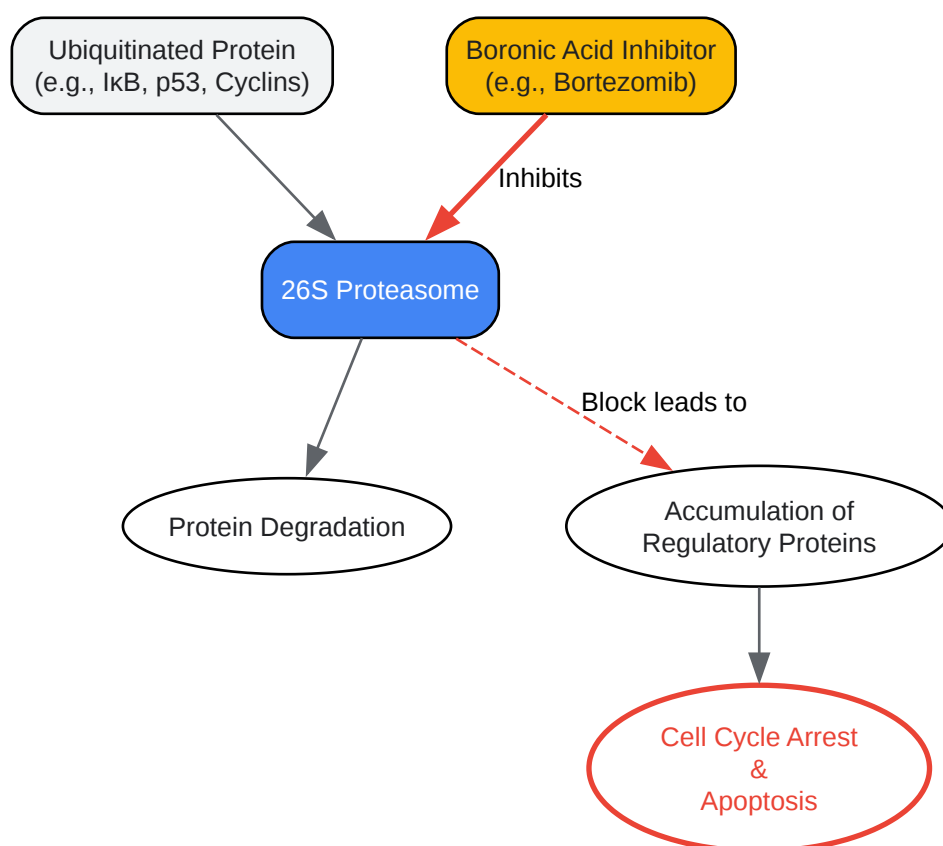 Ubiquitinated Protein
(e.g., IκB, p53, Cyclins)
Boronic Acid Inhibitor
(e.g., Bortezomib)
Inhibits
26S Proteasome
Block leads to
Protein Degradation
Accumulation of
Regulatory Proteins
Cell Cycle Arrest
&
Apoptosis